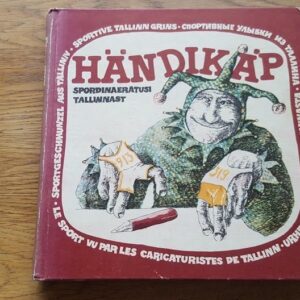 SPORTIVE TALLINN GRINS · СПОРТИВНЫЕ УЛЫБКИ ИЗ ТАЛЛИНА
HÄNDIKÄP
SPORDINAERATUSI
TALLINNAST
SPORTGESCHMUNZEL AUS TALLINN
LE SPORT VU PAR LES CARICATURISTES DE TALLINN